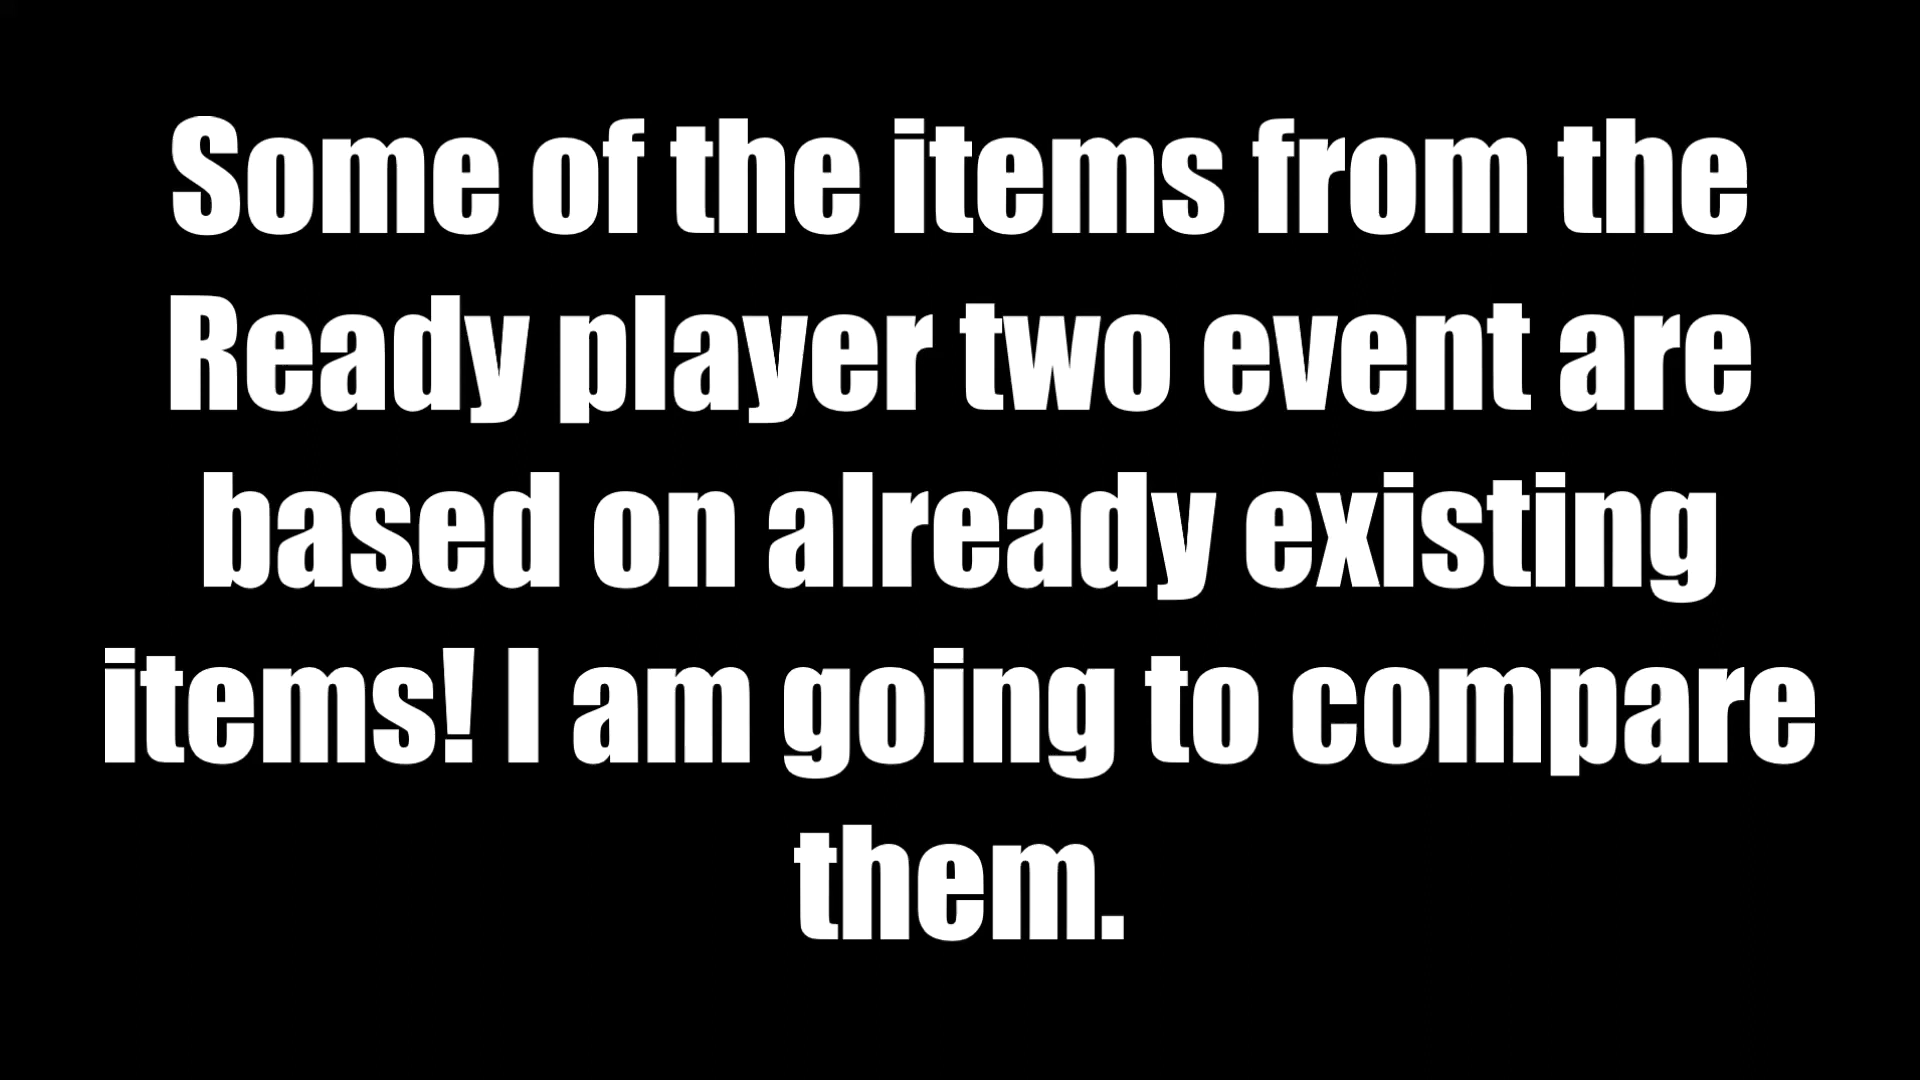 Some of the items from the
Ready player two event are
based on already existing
items! I am going to compare
them.